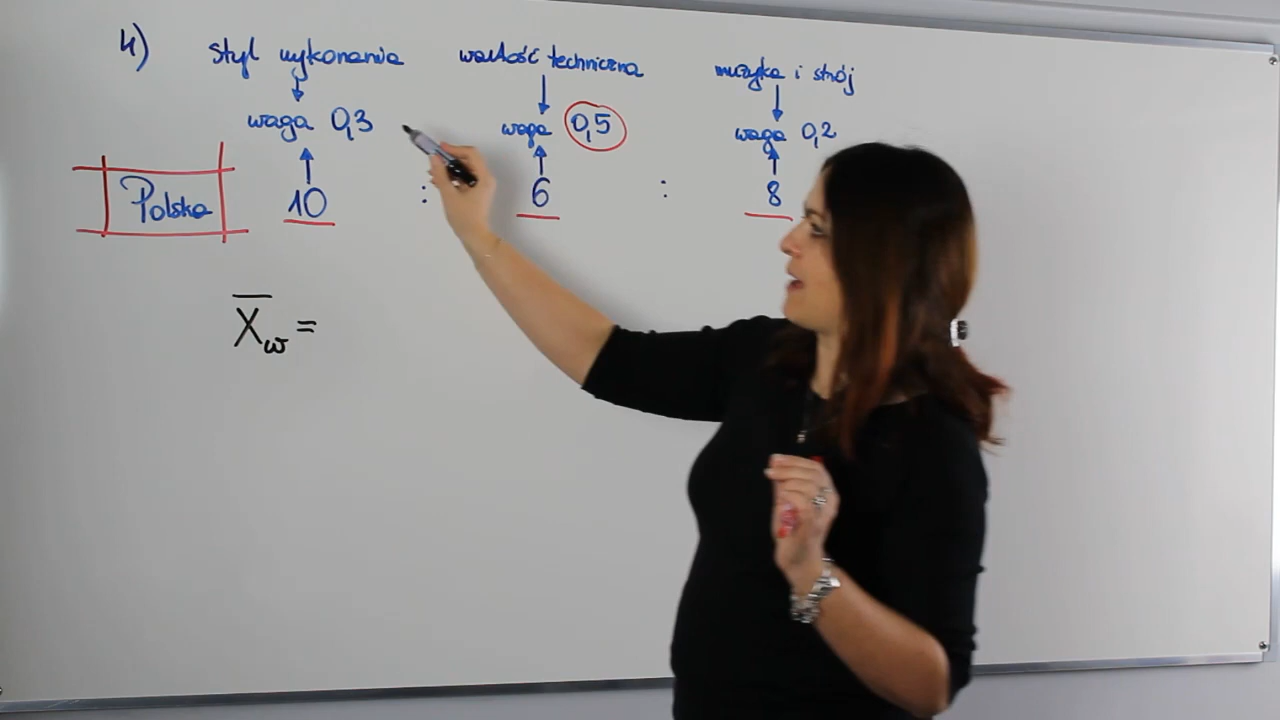 4) styl wykonania wartość techniczna muzyka i strój
waga 0,3 waga 0,5 waga 0,2
Polska 10 : 6 : 8
X̅w =